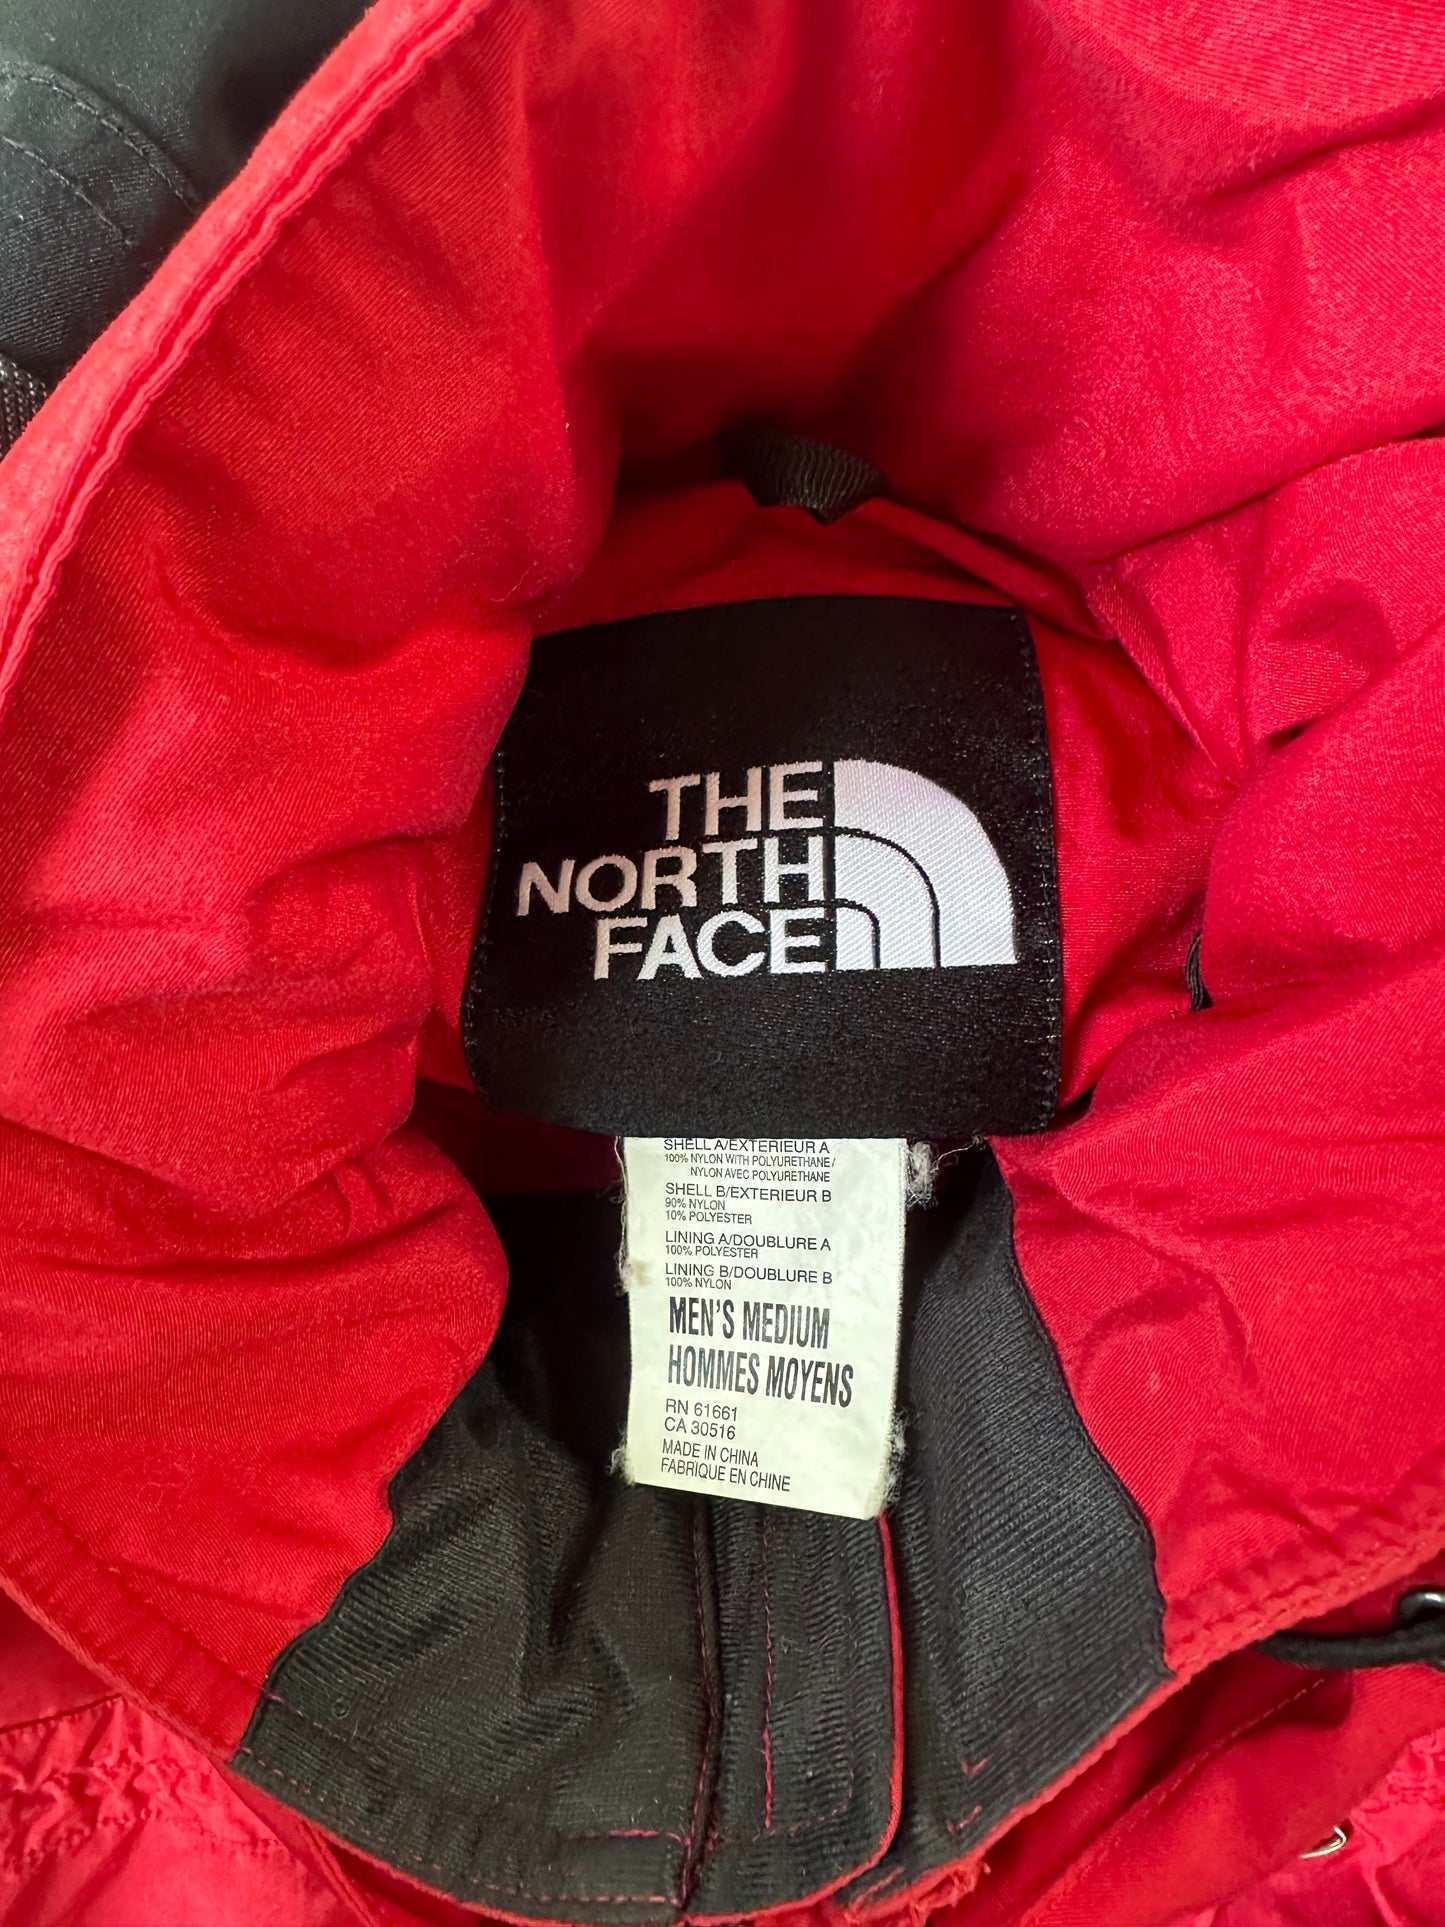 THE
NORTH
FACE
SHELL A/EXTERIEUR A
100% NYLON WITH POLYURETHANE/
NYLON AVEC POLYURETHANE
SHELL B/EXTERIEUR B
90% NYLON
10% POLYESTER
LINING A/DOUBLURE A
100% POLYESTER
LINING B/DOUBLURE B
100% NYLON
MEN'S MEDIUM
HOMMES MOYENS
RN 61661
CA 30516
MADE IN CHINA
FABRIQUE EN CHINE